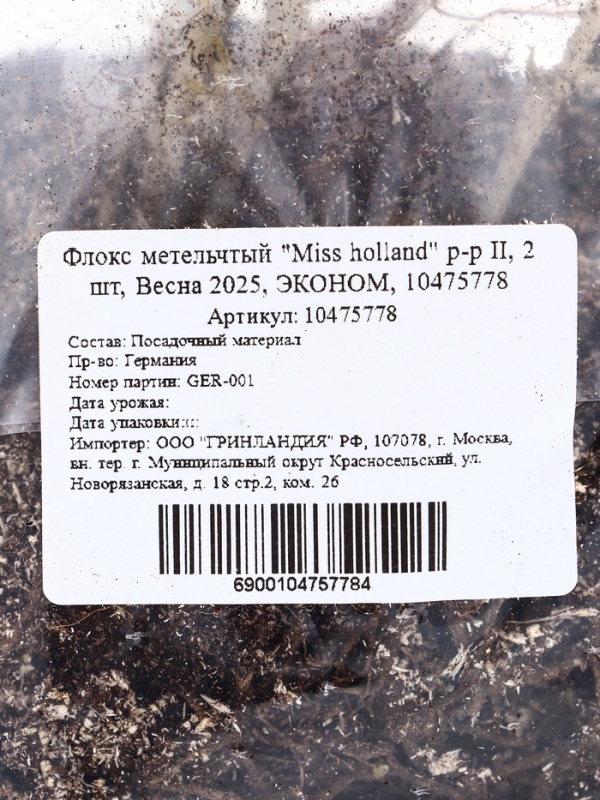 Флокс метельчтый "Miss holland" р-р II, 2
шт, Весна 2025, ЭКОНОМ, 10475778
Артикул: 10475778
Состав: Посадочный материал
Пр-во: Германия
Номер партии: GER-001
Дата урожая:
Дата упаковки:::
Импортер: ООО "ГРИНЛАНДИЯ" РФ, 107078, г. Москва,
вн. тер. г. Муниципальный округ Красносельский, ул.
Новорязанская, д. 18 стр.2, ком. 26
6900104757784